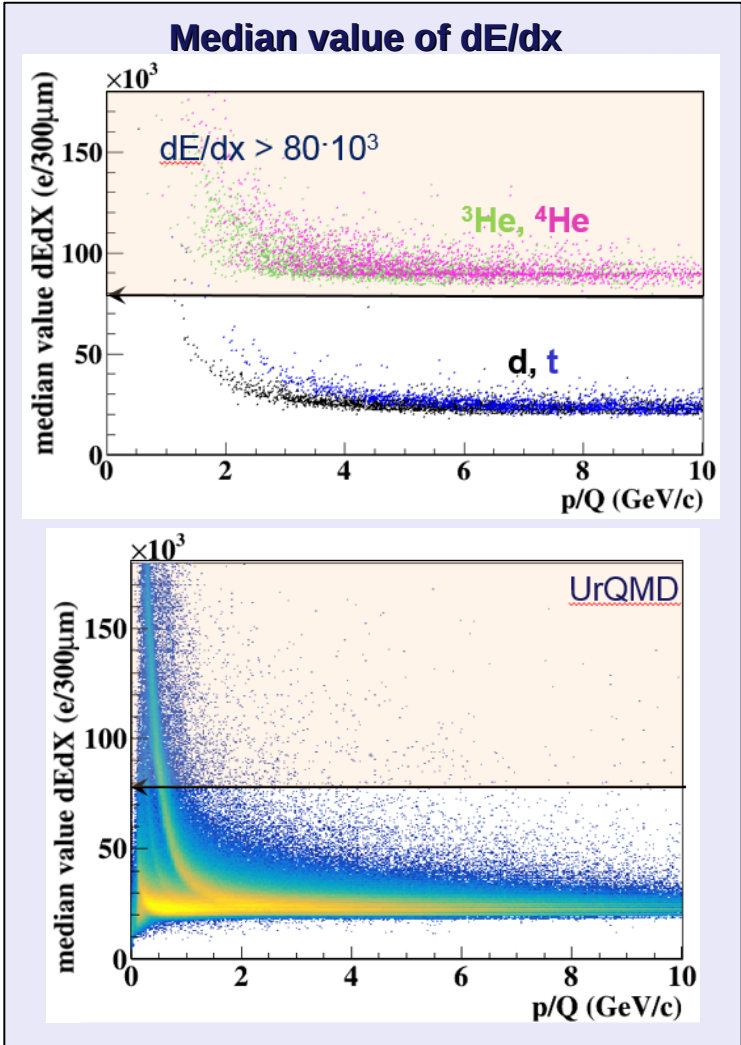 Median value of dE/dx
×10³
median value dEdX (e/300μm)
150
100
50
0
dE/dx > 80·10³
³He, ⁴He
d, t
0 2 4 6 8 10
p/Q (GeV/c)
×10³
median value dEdX (e/300μm)
150
100
50
0
UrQMD
0 2 4 6 8 10
p/Q (GeV/c)